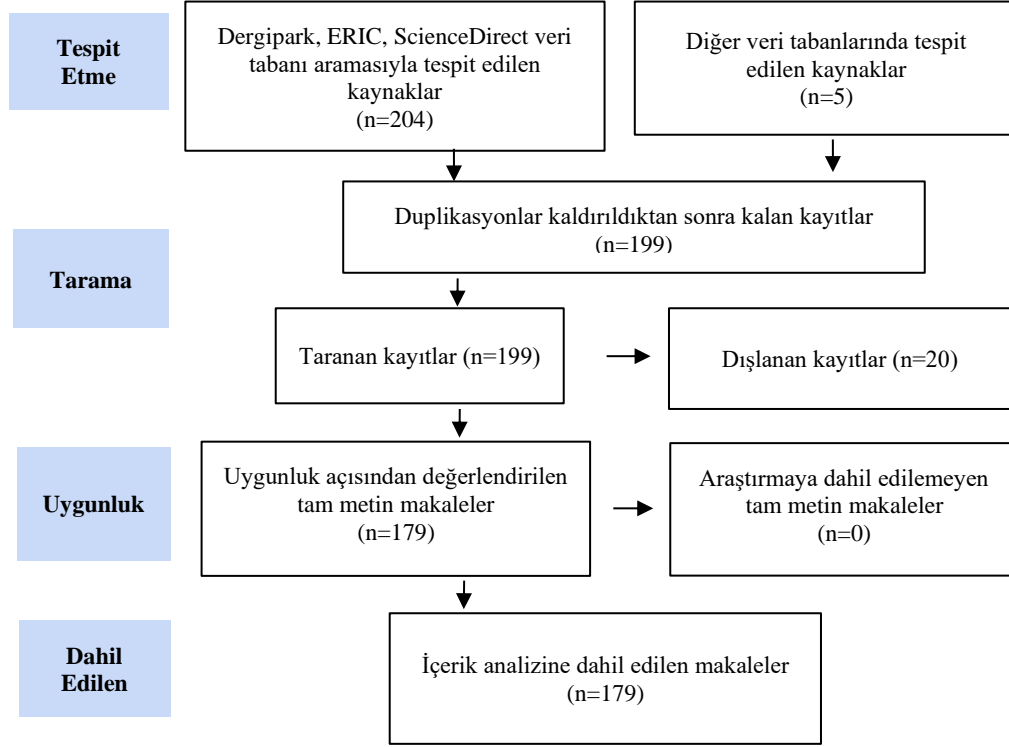 Tespit
Etme
Dergipark, ERIC, ScienceDirect veri
tabanı aramasıyla tespit edilen
kaynaklar
(n=204)
Diğer veri tabanlarında tespit
edilen kaynaklar
(n=5)
Tarama
Duplikasyonlar kaldırıldıktan sonra kalan kayıtlar
(n=199)
Taranan kayıtlar (n=199)
Dışlanan kayıtlar (n=20)
Uygunluk
Uygunluk açısından değerlendirilen
tam metin makaleler
(n=179)
Araştırmaya dahil edilemeyen
tam metin makaleler
(n=0)
Dahil
Edilen
İçerik analizine dahil edilen makaleler
(n=179)